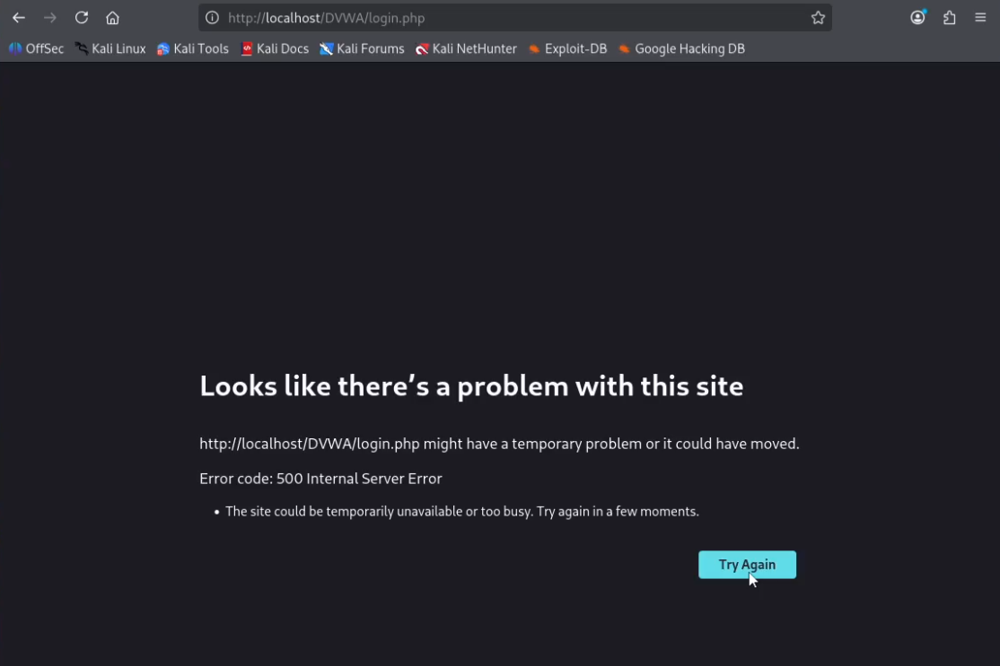 http://localhost/DVWA/login.php
OffSec Kali Linux Kali Tools Kali Docs Kali Forums Kali NetHunter Exploit-DB Google Hacking DB
Looks like there’s a problem with this site
http://localhost/DVWA/login.php might have a temporary problem or it could have moved.
Error code: 500 Internal Server Error
• The site could be temporarily unavailable or too busy. Try again in a few moments.
Try Again